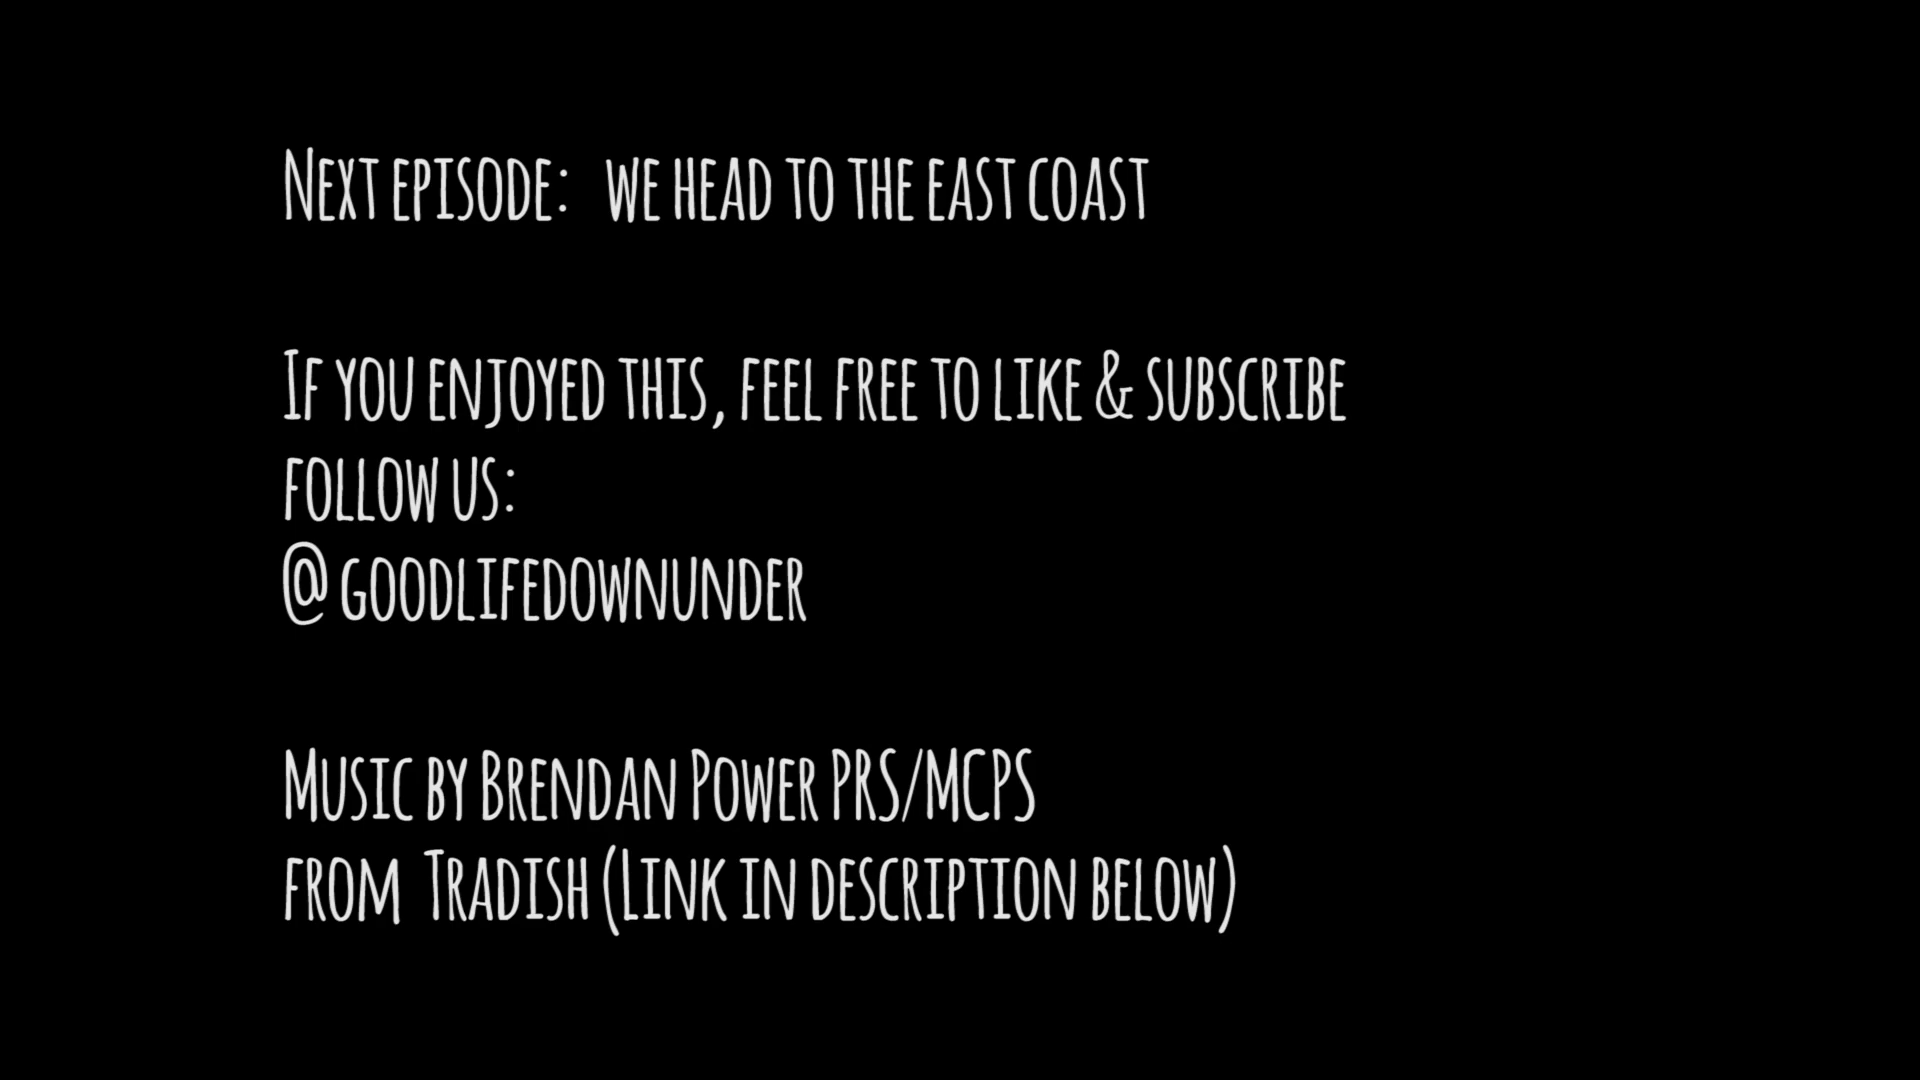 Next episode: we head to the east coast
If you enjoyed this, feel free to like & subscribe
follow us:
@goodlifedownunder
Music by Brendan Power PRS/MCPS
from Tradish (Link in description below)